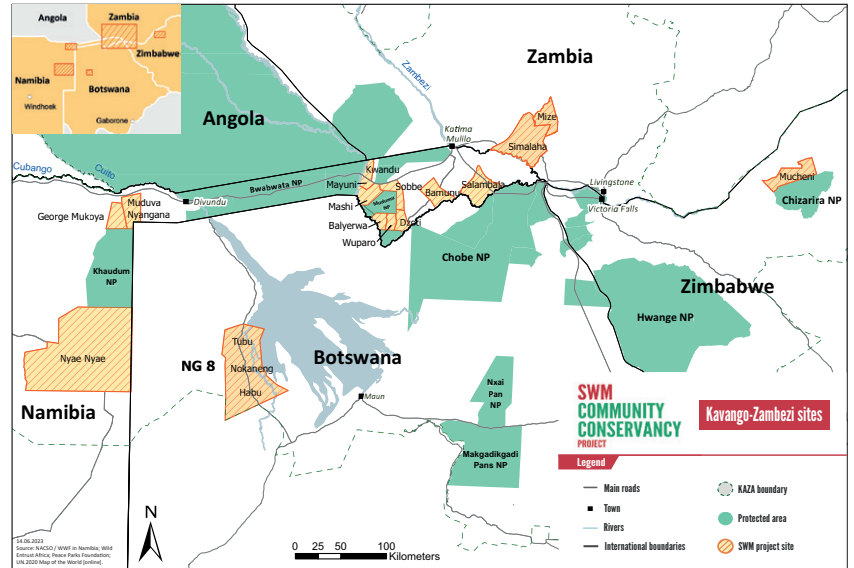 Angola
Zambia
Zimbabwe
Namibia
Windhoek
Botswana
Gaborone
Zambia
Zambezi
Angola
Katima
Mulilo
Mize
Simalaha
Cubango
Cuito
Bwabwata NP
Kwandu
Mayuni
Sobbe
Bamunu
Salambala
Livingstone
Victoria Falls
Mucheni
Chizarira NP
George Mukoya
Muduva
Nyangana
Divundu
Mashi
Mudumu
NP
Balyerwa
Dzoti
Wuparo
Khaudum
NP
Chobe NP
Zimbabwe
Hwange NP
Nyae Nyae
NG 8
Tubu
Nokaneng
Habu
Botswana
Maun
Nxai
Pan
NP
Makgadikgadi
Pans NP
Namibia
SWM
COMMUNITY
CONSERVANCY
PROJECT
Kavango-Zambezi sites
Legend
Main roads
Town
Rivers
International boundaries
KAZA boundary
Protected area
SWM project site
N
0 25 50 100
Kilometers
14.06.2023
Source: NACSO / WWF in Namibia; Wild
Entrust Africa; Peace Parks Foundation;
UN.2020 Map of the World [online].